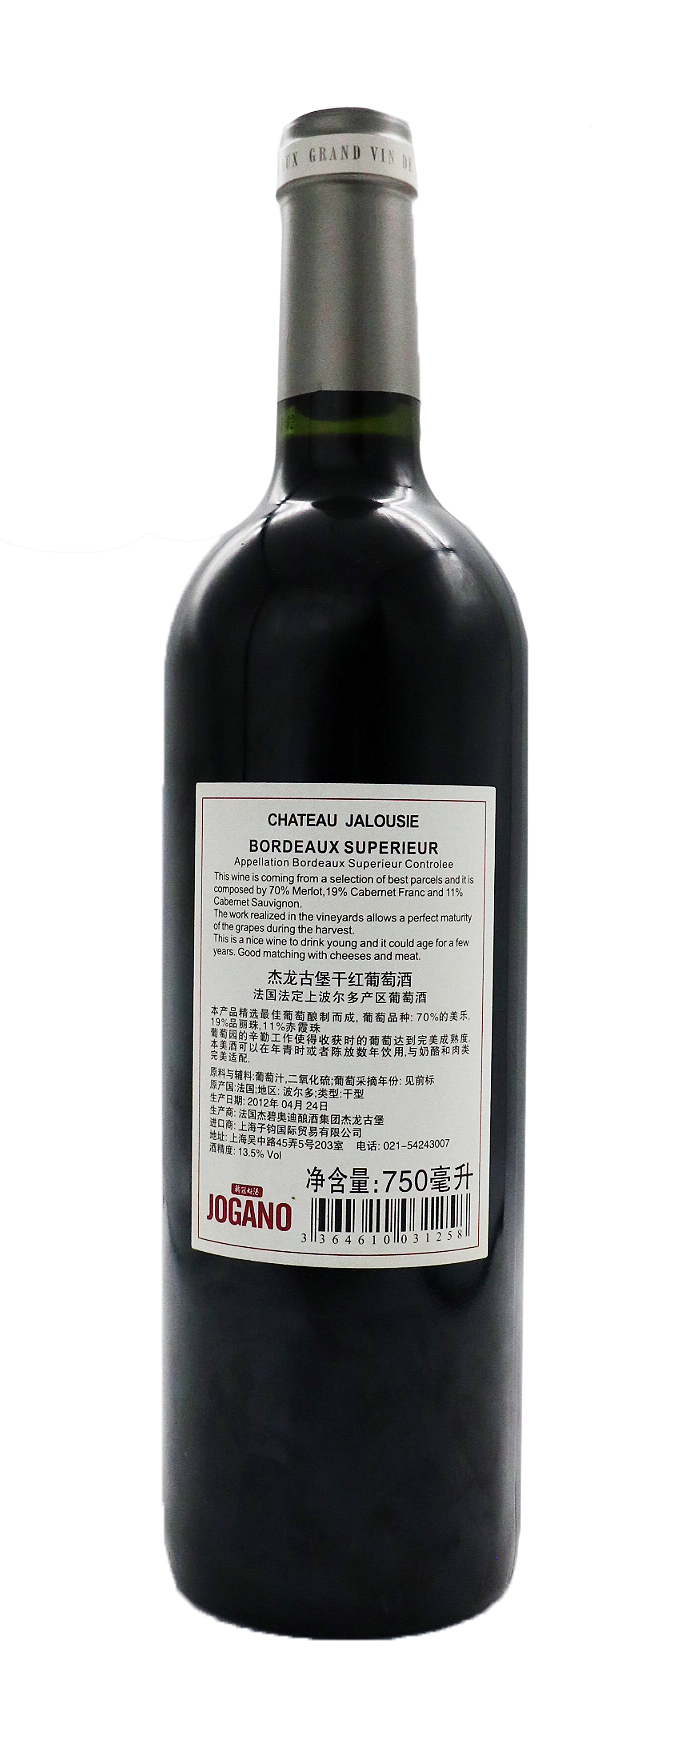 UX GRAND VIN DE
CHATEAU JALOUSIE
BORDEAUX SUPERIEUR
Appellation Bordeaux Superieur Controlee
This wine is coming from a selection of best parcels and it is
composed by 70% Merlot,19% Cabernet Franc and 11%
Cabernet Sauvignon.
The work realized in the vineyards allows a perfect maturity
of the grapes during the harvest.
This is a nice wine to drink young and it could age for a few
years. Good matching with cheeses and meat.
杰龙古堡干红葡萄酒
法国法定上波尔多产区葡萄酒
本产品精选最佳葡萄酿制而成, 葡萄品种: 70%的美乐,
19%品丽珠,11%赤霞珠
葡萄园的辛勤工作使得收获时的葡萄达到完美成熟度.
本美酒可以在年青时或者陈放数年饮用,与奶酪和肉类
完美适配.
原料与辅料:葡萄汁,二氧化硫;葡萄采摘年份: 见前标
原产国:法国;地区: 波尔多;类型:干型
生产日期: 2012年 04月 24日
生产商: 法国杰碧奥迪酿酒集团杰龙古堡
进口商: 上海子钧国际贸易有限公司
地址: 上海吴中路45弄5号203室 电话: 021-54243007
酒精度: 13.5% Vol
净含量:750毫升
JOGANO
3 364610 031258